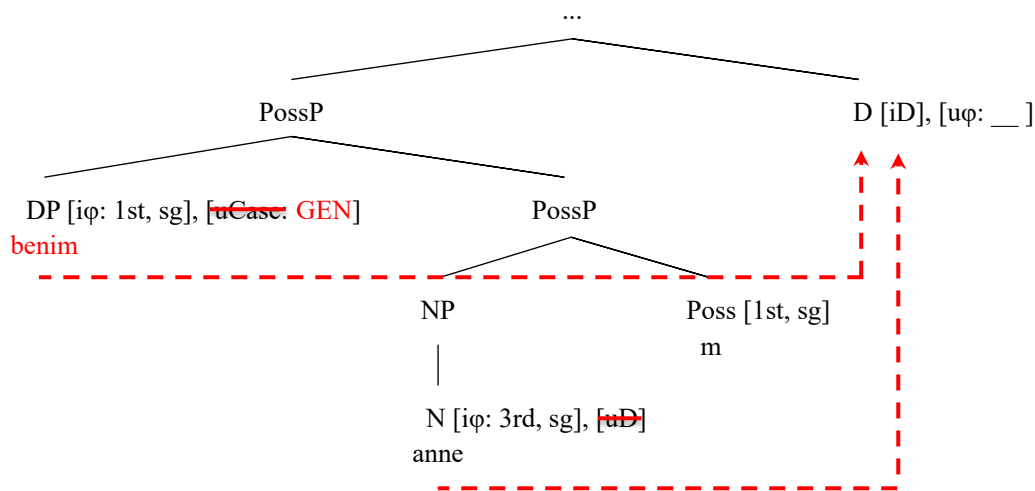 ...
PossP D [iD], [uφ: __ ]
DP [iφ: 1st, sg], [uCase: GEN] PossP
benim
NP Poss [1st, sg]
m
N [iφ: 3rd, sg], [uD]
anne